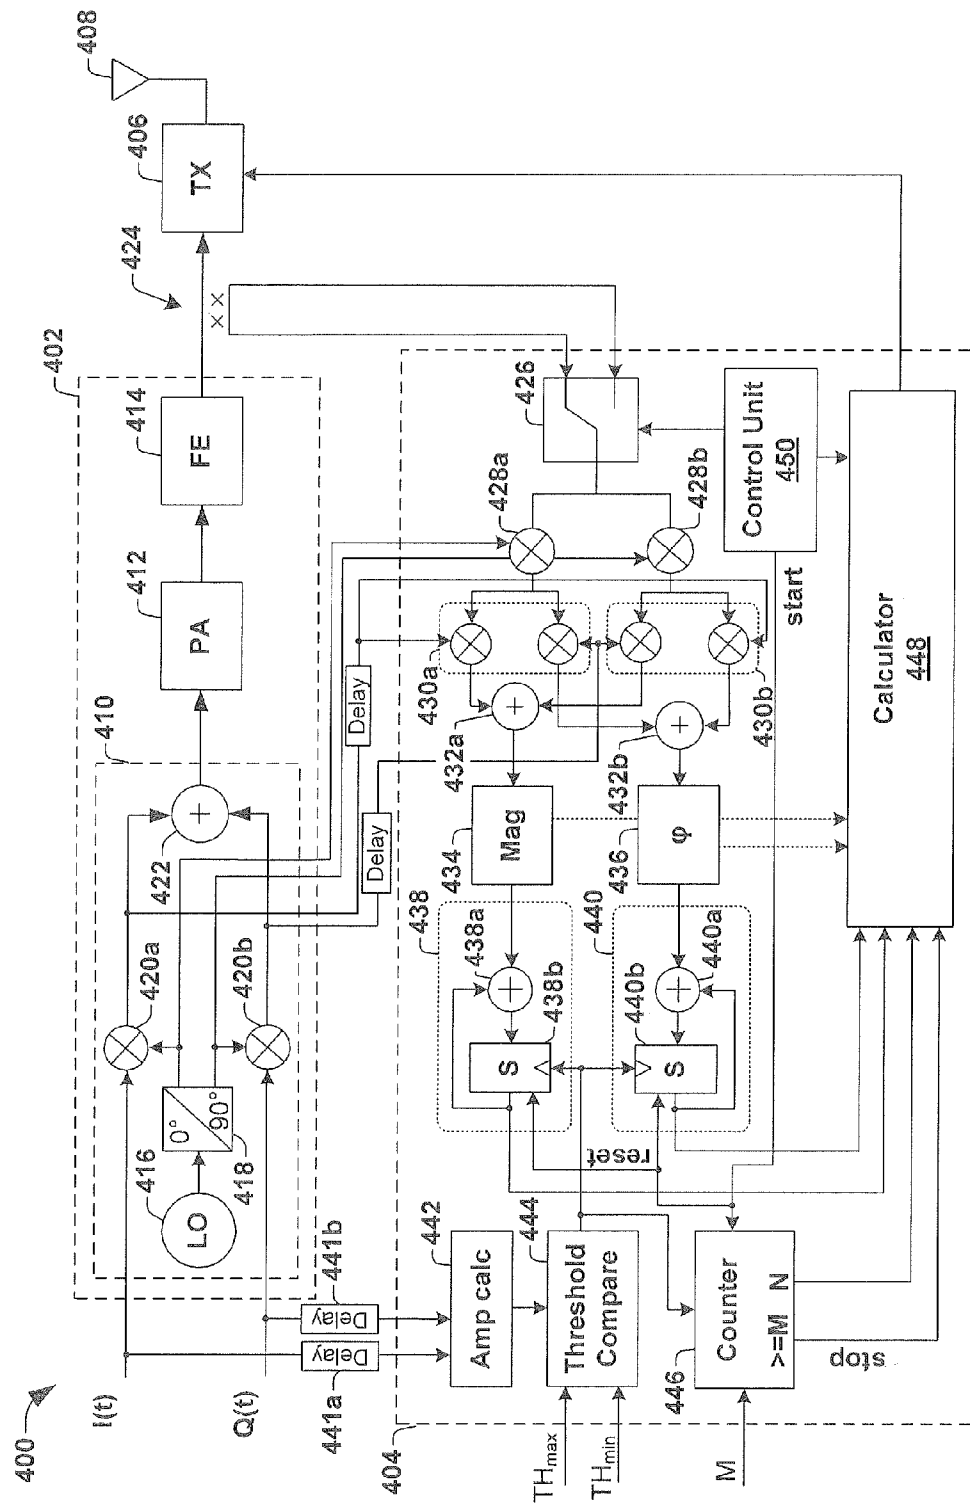 400
I(t)
Q(t)
402
410
416
LO
0°
90°
418
420a
420b
422
+
412
PA
414
FE
424
× ×
406
TX
408
441a
Delay
441b
Delay
Delay
Delay
404
442
Amp calc
444
Threshold
Compare
TH_max
TH_min
446
Counter
>=M N
M
stop
reset
438
438a
+
438b
S
440
440a
+
440b
S
434
Mag
436
φ
432a
+
432b
+
430a
430b
428a
428b
426
Control Unit
450
start
Calculator
448